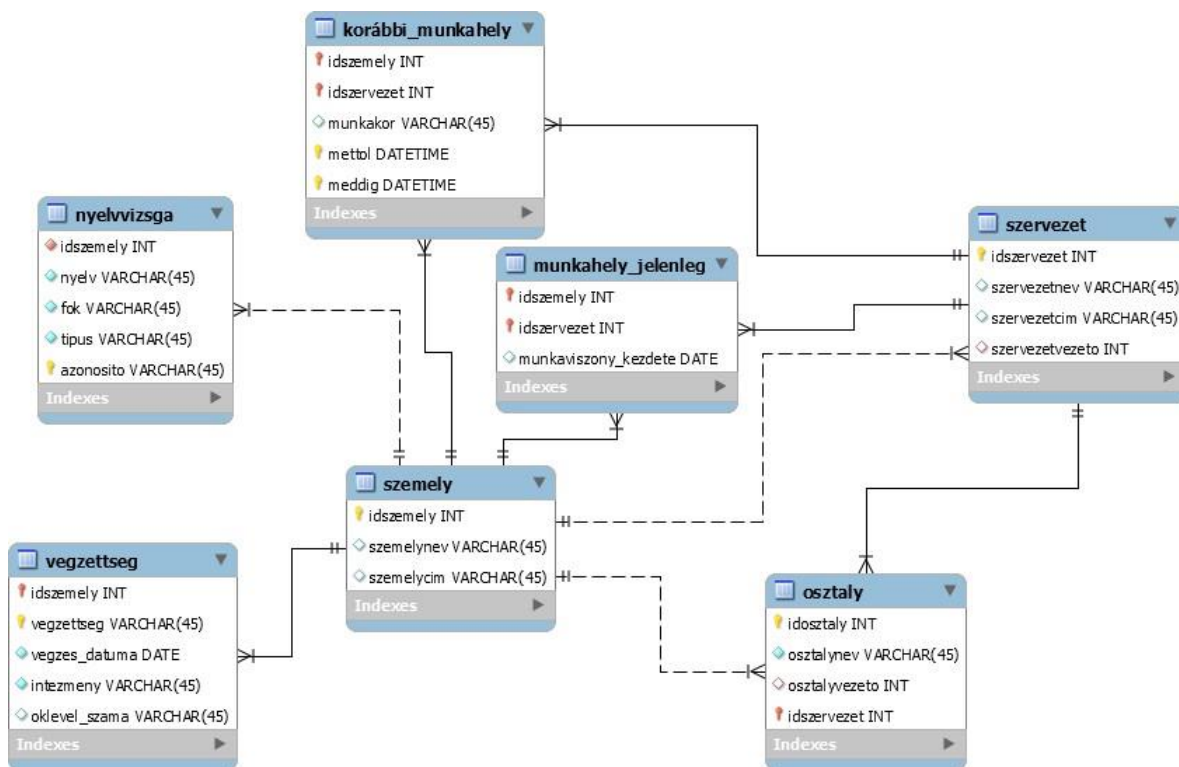 korábbi_munkahely
idszemely INT
idszervezet INT
munkakor VARCHAR(45)
mettol DATETIME
meddig DATETIME
Indexes
nyelvvizsga
idszemely INT
nyelv VARCHAR(45)
fok VARCHAR(45)
tipus VARCHAR(45)
azonosito VARCHAR(45)
Indexes
munkahely_jelenleg
idszemely INT
idszervezet INT
munkaviszony_kezdete DATE
Indexes
szervezet
idszervezet INT
szervezetnev VARCHAR(45)
szervezetcim VARCHAR(45)
szervezetvezeto INT
Indexes
szemely
idszemely INT
szemelynev VARCHAR(45)
szemelycim VARCHAR(45)
Indexes
vegzettseg
idszemely INT
vegzettseg VARCHAR(45)
vegzes_datuma DATE
intezmeny VARCHAR(45)
oklevel_szama VARCHAR(45)
Indexes
osztaly
idosztaly INT
osztalynev VARCHAR(45)
osztalyvezeto INT
idszervezet INT
Indexes